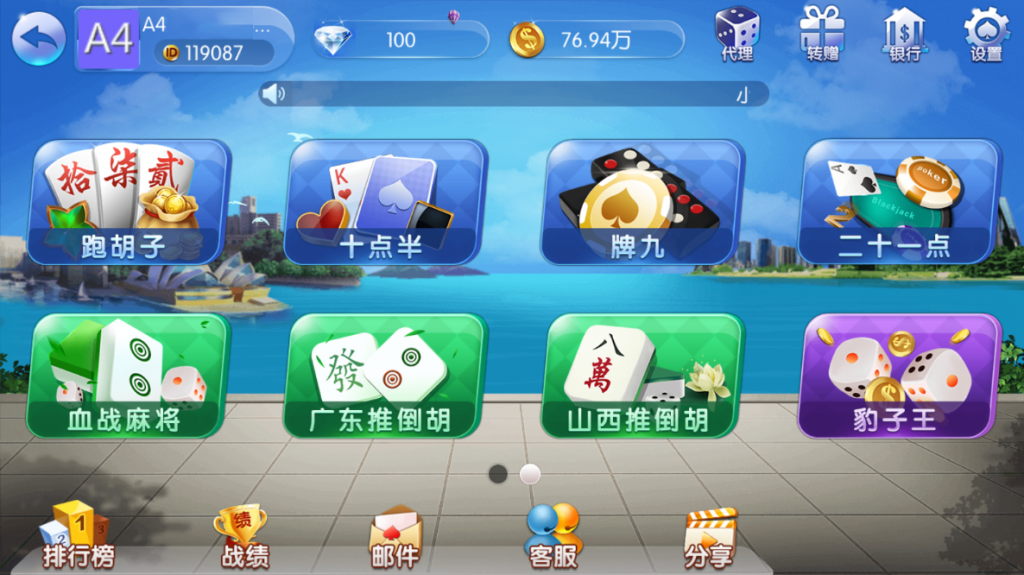 A4
A4
...
ID 119087
100
76.94万
代理
转赠
银行
设置
小
拾 柒 贰
跑胡子
K
十点半
牌九
A
poker
Blackjack
二十一点
血战麻将
發
广东推倒胡
八萬
山西推倒胡
豹子王
1
2
3
排行榜
绩
战绩
邮件
客服
分享